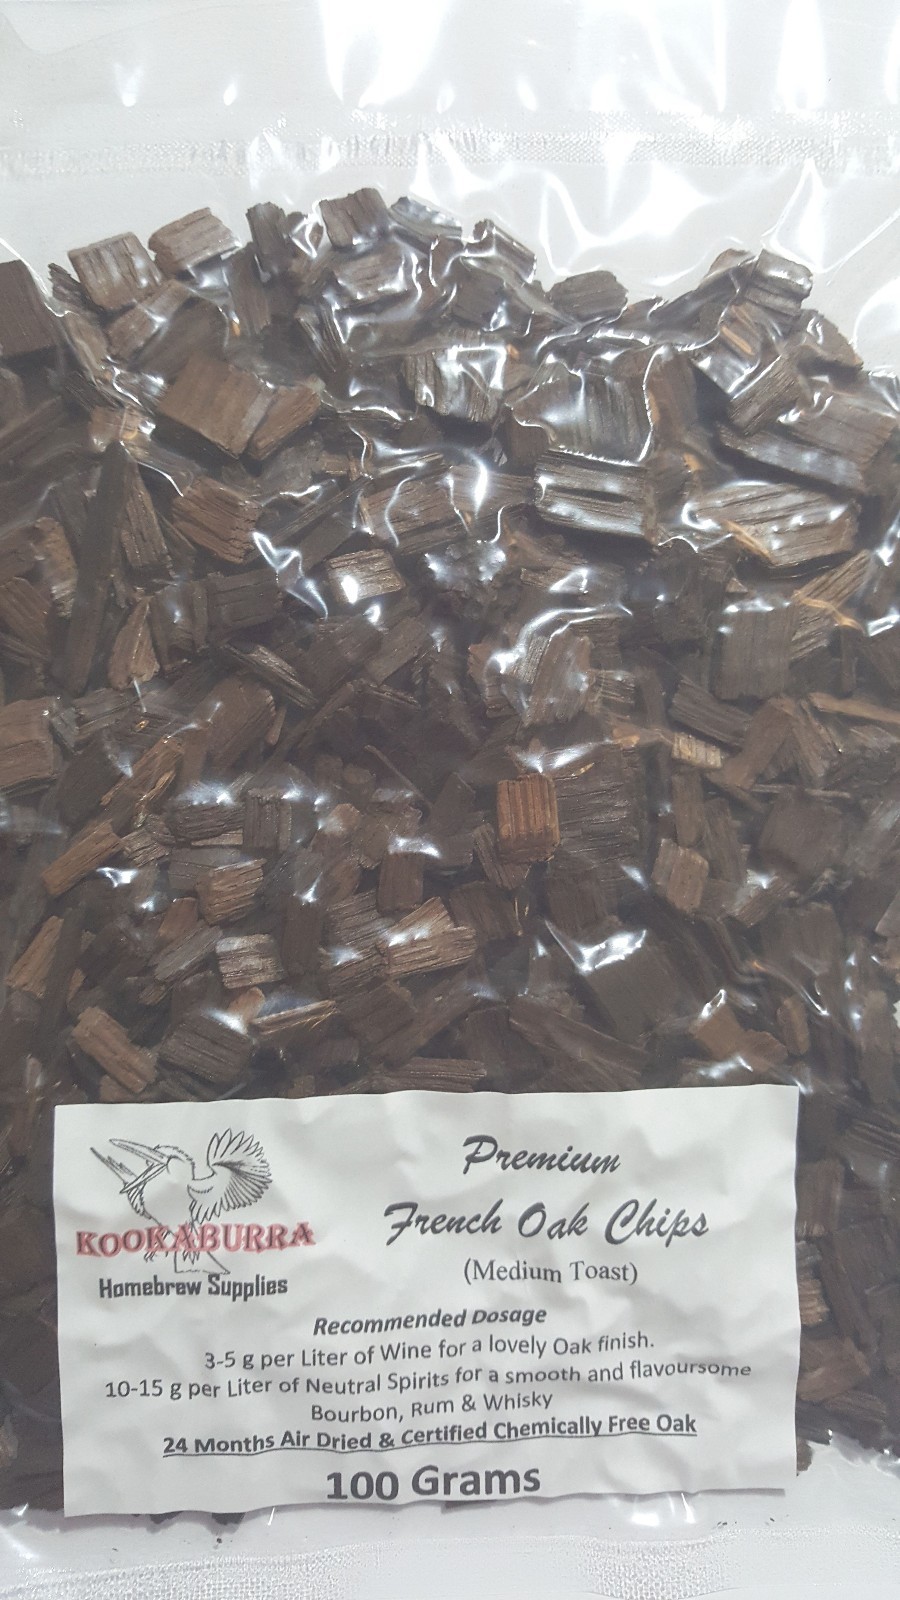 Premium
French Oak Chips
(Medium Toast)
KOOKABURRA
Homebrew Supplies
Recommended Dosage
3-5 g per Liter of Wine for a lovely Oak finish.
10-15 g per Liter of Neutral Spirits for a smooth and flavoursome
Bourbon, Rum & Whisky
24 Months Air Dried & Certified Chemically Free Oak
100 Grams